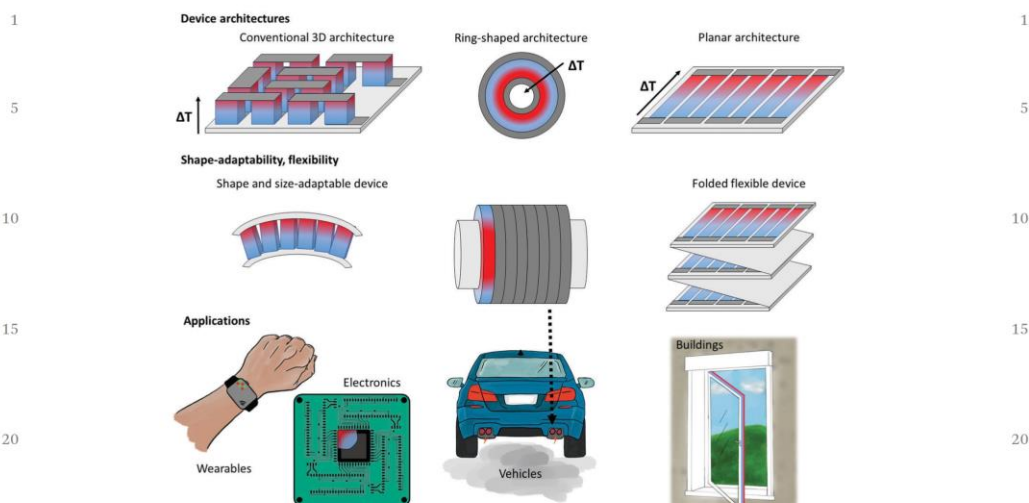 1
1
Device architectures
Conventional 3D architecture
Ring-shaped architecture
Planar architecture
ΔT
ΔT
ΔT
5
5
Shape-adaptability, flexibility
Shape and size-adaptable device
Folded flexible device
10
10
Applications
15
15
Buildings
Electronics
20
20
Wearables
Vehicles